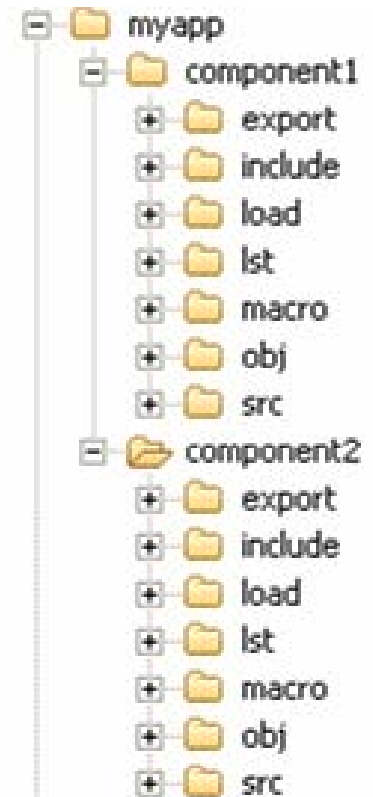 myapp
component1
export
include
load
lst
macro
obj
src
component2
export
include
load
lst
macro
obj
src